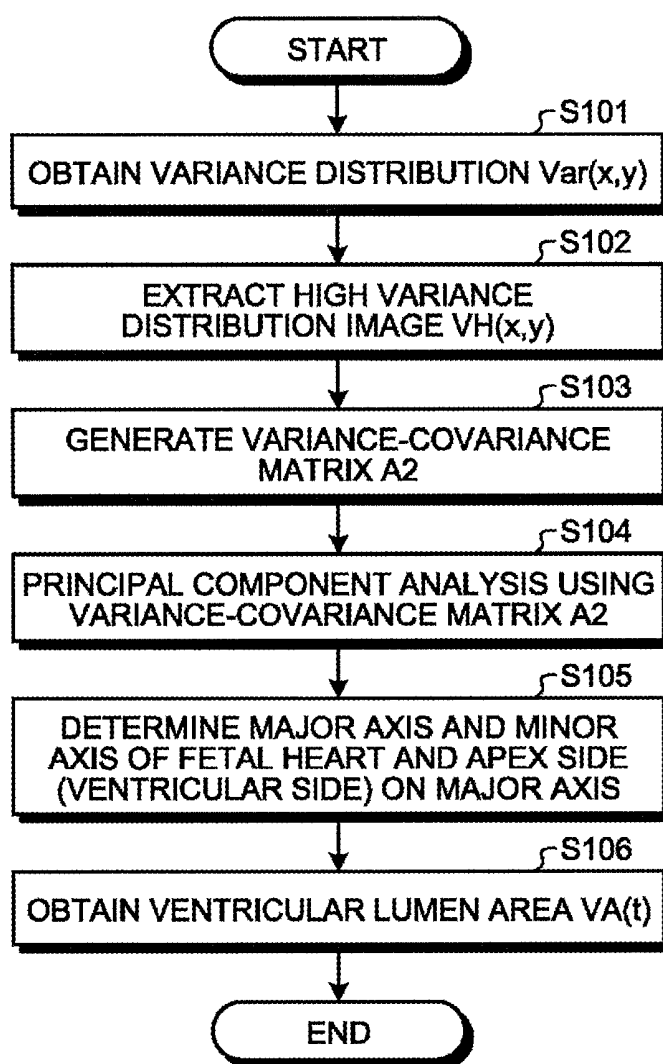 START
S101
OBTAIN VARIANCE DISTRIBUTION Var(x,y)
S102
EXTRACT HIGH VARIANCE
DISTRIBUTION IMAGE VH(x,y)
S103
GENERATE VARIANCE-COVARIANCE
MATRIX A2
S104
PRINCIPAL COMPONENT ANALYSIS USING
VARIANCE-COVARIANCE MATRIX A2
S105
DETERMINE MAJOR AXIS AND MINOR
AXIS OF FETAL HEART AND APEX SIDE
(VENTRICULAR SIDE) ON MAJOR AXIS
S106
OBTAIN VENTRICULAR LUMEN AREA VA(t)
END